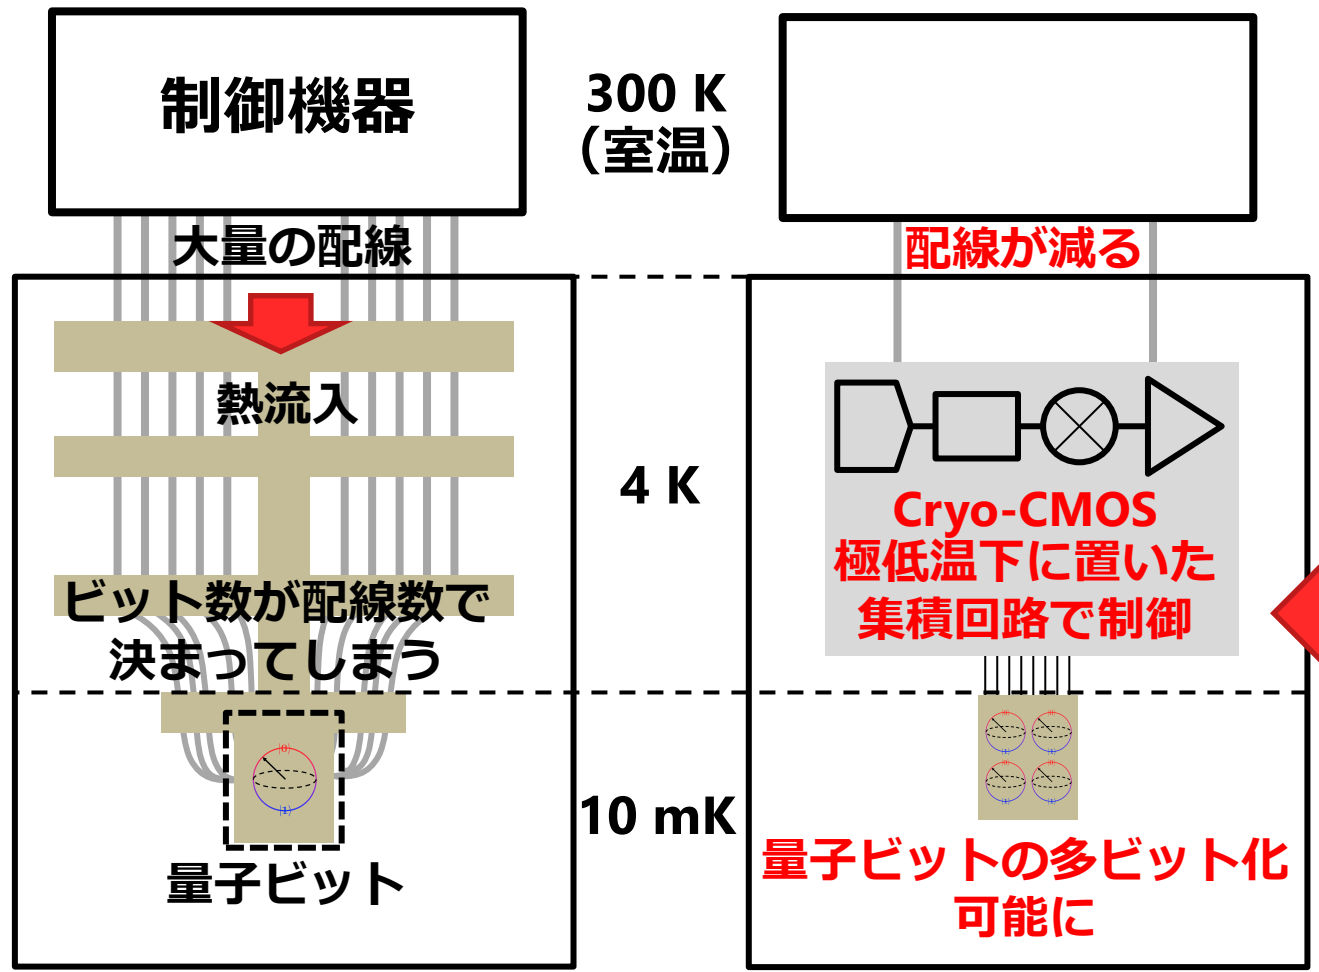 制御機器
300 K
（室温）
大量の配線
配線が減る
熱流入
4 K
Cryo-CMOS
極低温下に置いた
集積回路で制御
ビット数が配線数で
決まってしまう
|0⟩
|1⟩
10 mK
量子ビット
量子ビットの多ビット化
可能に